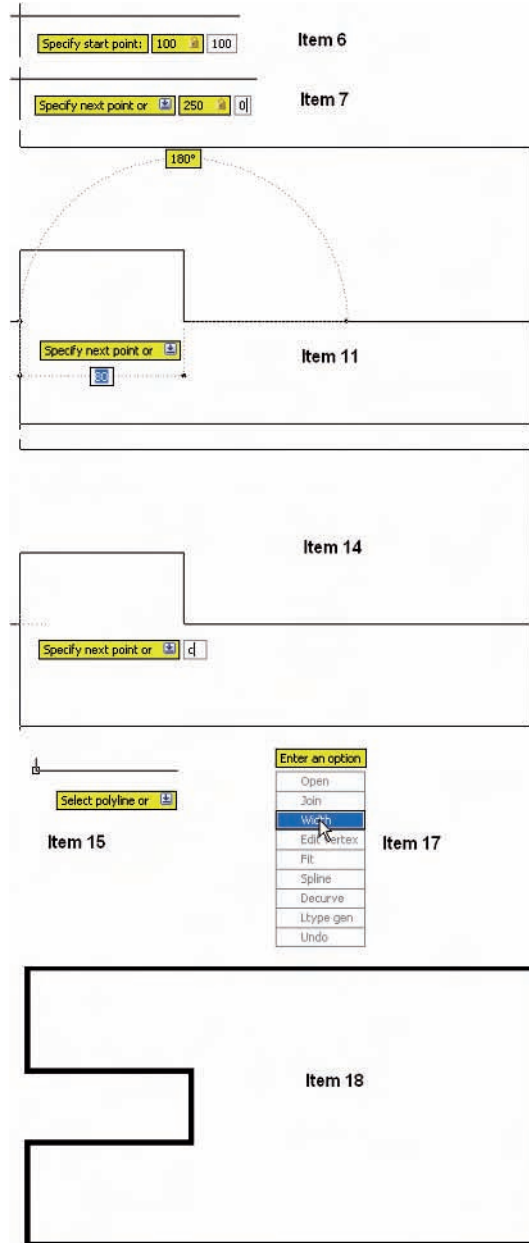 Specify start point: 100 100 Item 6
Specify next point or 250 0 Item 7
180°
Specify next point or Item 11
80
Item 14
Specify next point or c
Enter an option
Open
Select polyline or Join
Width
Item 15 Edit Vertex Item 17
Fit
Spline
Decurve
Ltype gen
Undo
Item 18